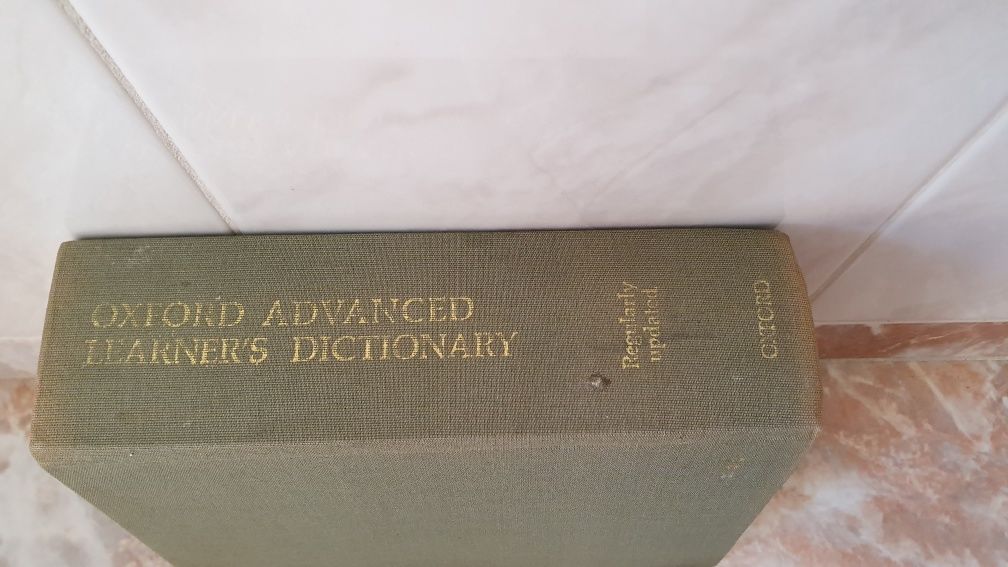 OXFORD ADVANCED
LEARNER'S DICTIONARY
Regularly
updated
OXFORD